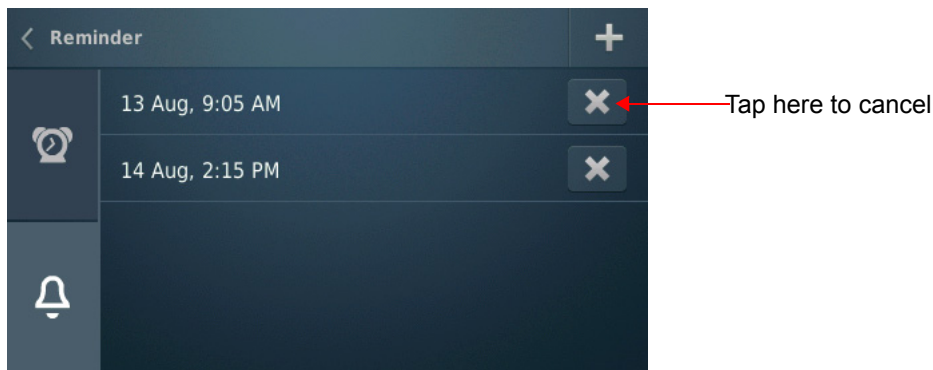 Reminder
13 Aug, 9:05 AM
Tap here to cancel
14 Aug, 2:15 PM